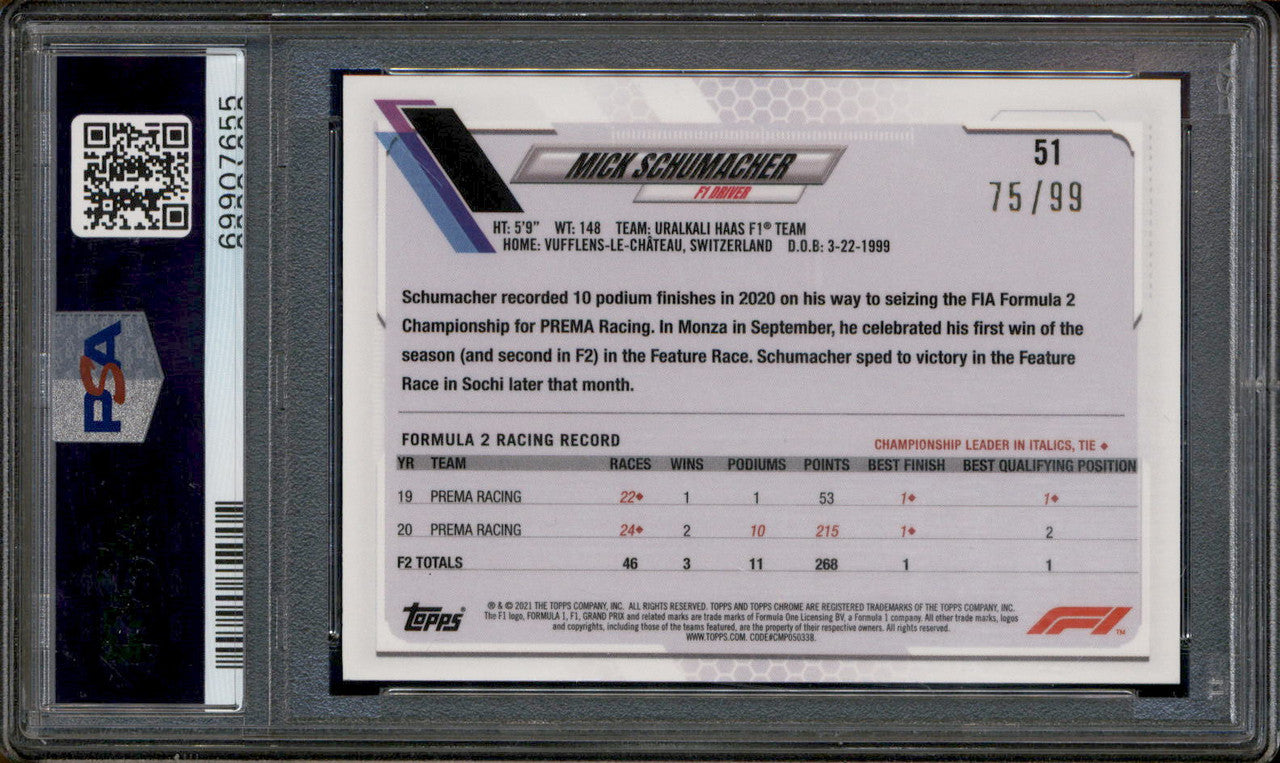 69907655
PSA
51
75/99
MICK SCHUMACHER
F1 DRIVER
HT: 5'9" WT: 148 TEAM: URALKALI HAAS F1® TEAM
HOME: VUFFLENS-LE-CHÂTEAU, SWITZERLAND D.O.B: 3-22-1999
Schumacher recorded 10 podium finishes in 2020 on his way to seizing the FIA Formula 2
Championship for PREMA Racing. In Monza in September, he celebrated his first win of the
season (and second in F2) in the Feature Race. Schumacher sped to victory in the Feature
Race in Sochi later that month.
FORMULA 2 RACING RECORD CHAMPIONSHIP LEADER IN ITALICS, TIE ♦
YR TEAM RACES WINS PODIUMS POINTS BEST FINISH BEST QUALIFYING POSITION
19 PREMA RACING 22♦ 1 1 53 1♦ 1♦
20 PREMA RACING 24♦ 2 10 215 1♦ 2
F2 TOTALS 46 3 11 268 1 1
Topps®
® & © 2021 THE TOPPS COMPANY, INC. ALL RIGHTS RESERVED. TOPPS AND TOPPS CHROME ARE REGISTERED TRADEMARKS OF THE TOPPS COMPANY, INC.
The F1 logo, FORMULA 1, F1, GRAND PRIX and related marks are trade marks of Formula One Licensing BV, a Formula 1 company. All other trade marks, logos
and copyrights, including those of the teams featured, are the property of their respective owners. All rights reserved.
WWW.TOPPS.COM. CODE#CMP050338.
F1™